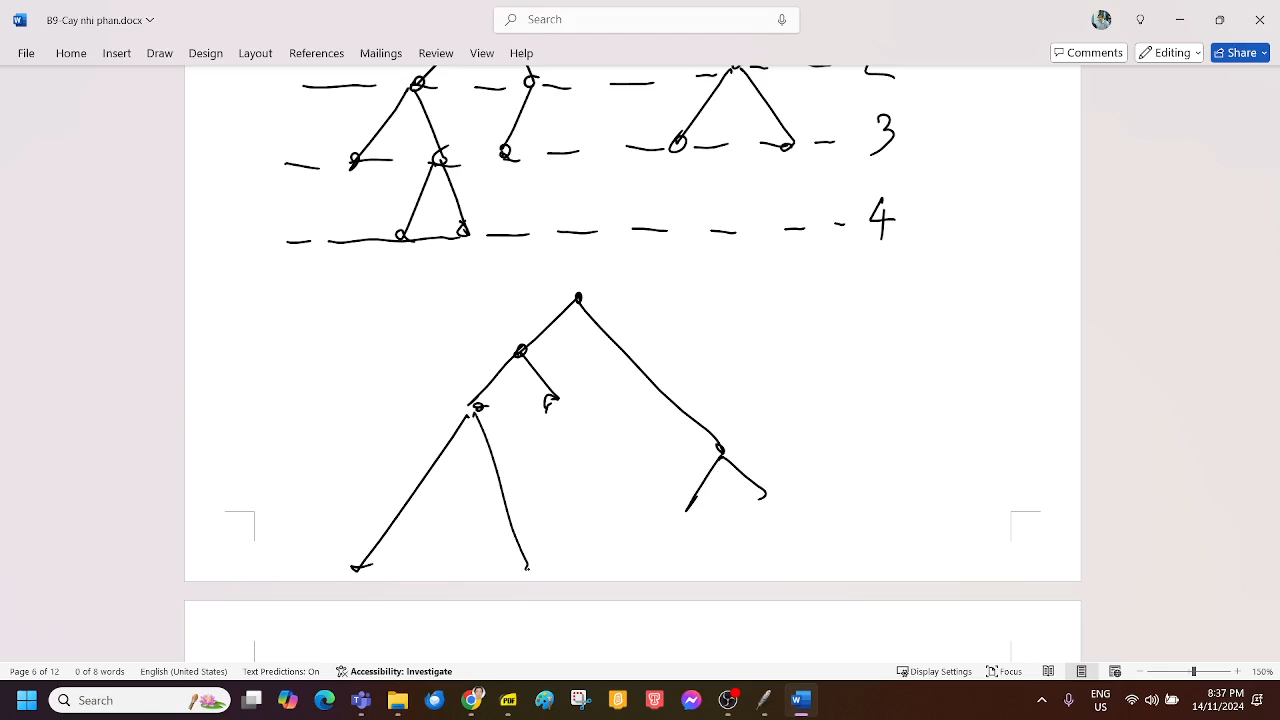 B9-Cay nhi phan.docx
Search
File Home Insert Draw Design Layout References Mailings Review View Help
Comments Editing Share
3
4
Page 6 of 12 0 of 8 words English (United States) Text Predictions: On Accessibility: Investigate Display Settings Focus 150%
Search PDF ENG US 8:37 PM 14/11/2024